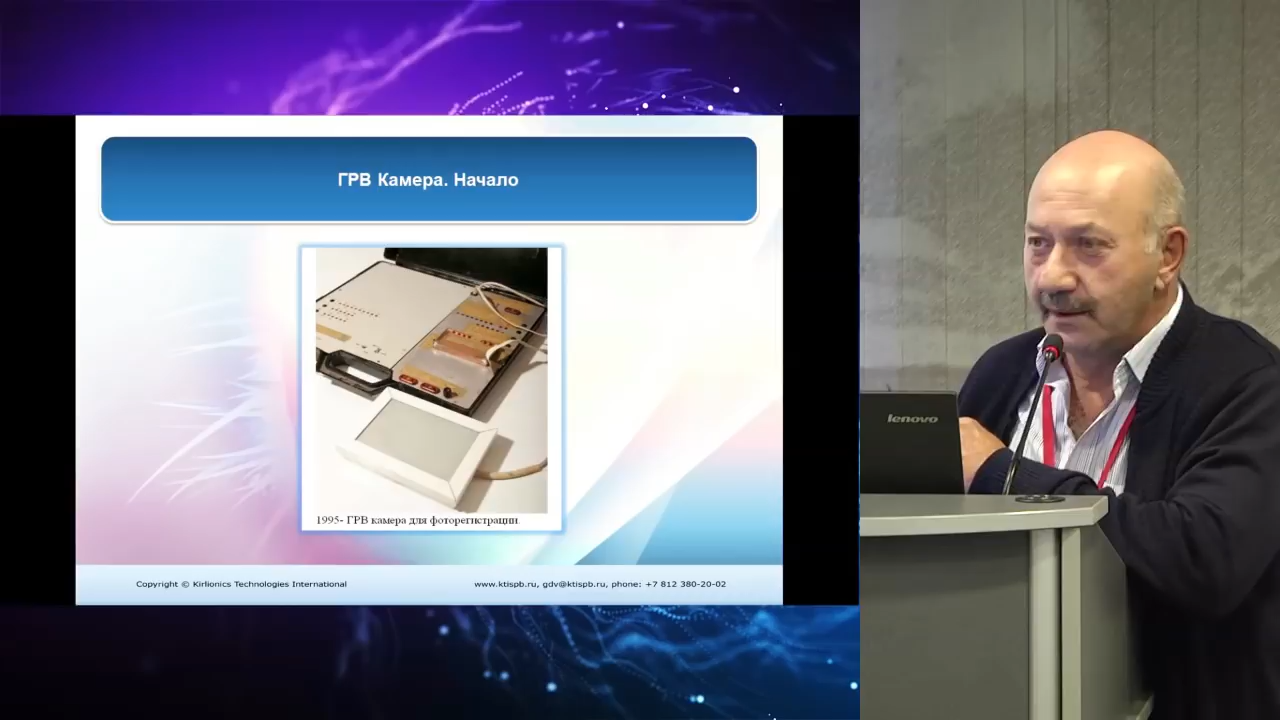 ГРВ Камера. Начало
1995- ГРВ камера для фоторегистрации.
Copyright © Kirlionics Technologies International
www.ktispb.ru, gdv@ktispb.ru, phone: +7 812 380-20-02
lenovo